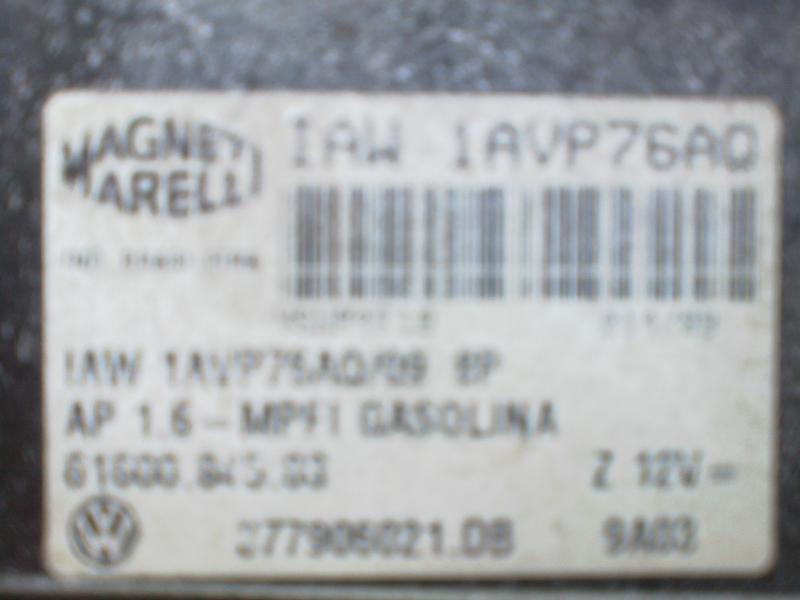 MAGNETI
MARELLI
IAW 1AVP76AQ
IAW 1AVP76AQ/09 6P
AP 1.6 - MPFI GASOLINA
61600.845.03
Z 12V =
377906021.DB
9A03